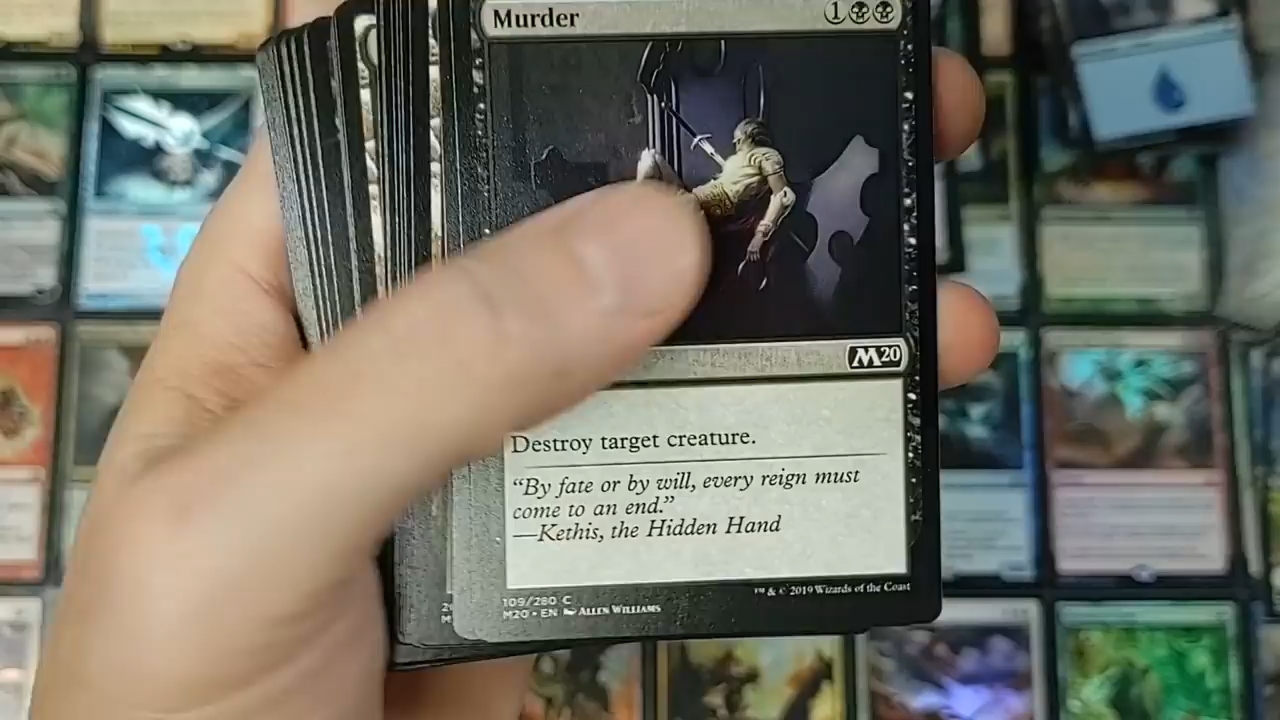 Murder 1
M20
Destroy target creature.
“By fate or by will, every reign must
come to an end.”
—Kethis, the Hidden Hand
109/280 C
M20 • EN ALLEN WILLIAMS
™ & © 2019 Wizards of the Coast